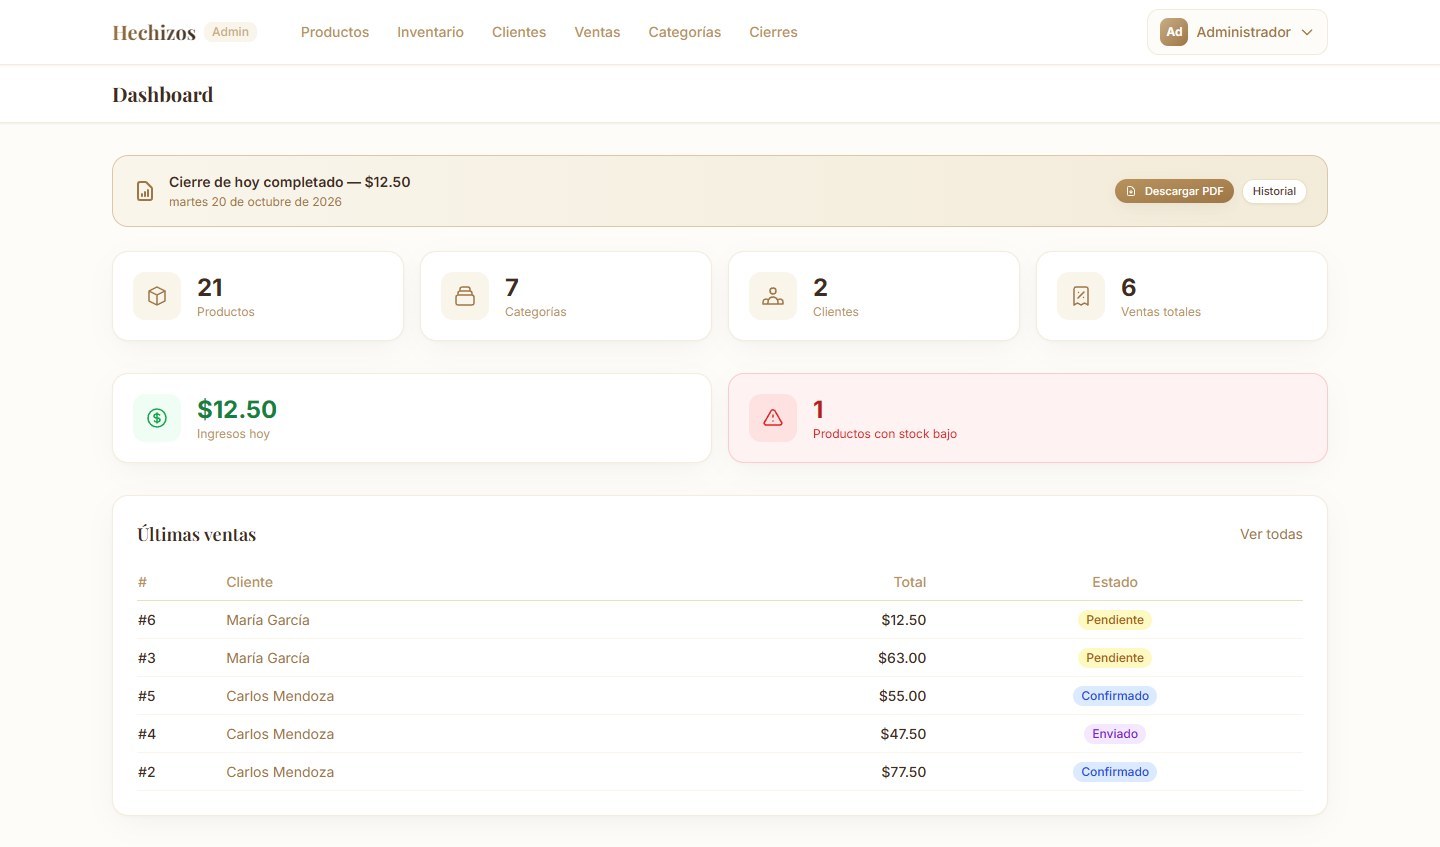 Hechizos Admin Productos Inventario Clientes Ventas Categorías Cierres Ad Administrador
Dashboard
Cierre de hoy completado — $12.50
martes 20 de octubre de 2026
Descargar PDF Historial
21
Productos
7
Categorías
2
Clientes
6
Ventas totales
$12.50
Ingresos hoy
1
Productos con stock bajo
Últimas ventas Ver todas
# Cliente Total Estado
#6 María García $12.50 Pendiente
#3 María García $63.00 Pendiente
#5 Carlos Mendoza $55.00 Confirmado
#4 Carlos Mendoza $47.50 Enviado
#2 Carlos Mendoza $77.50 Confirmado